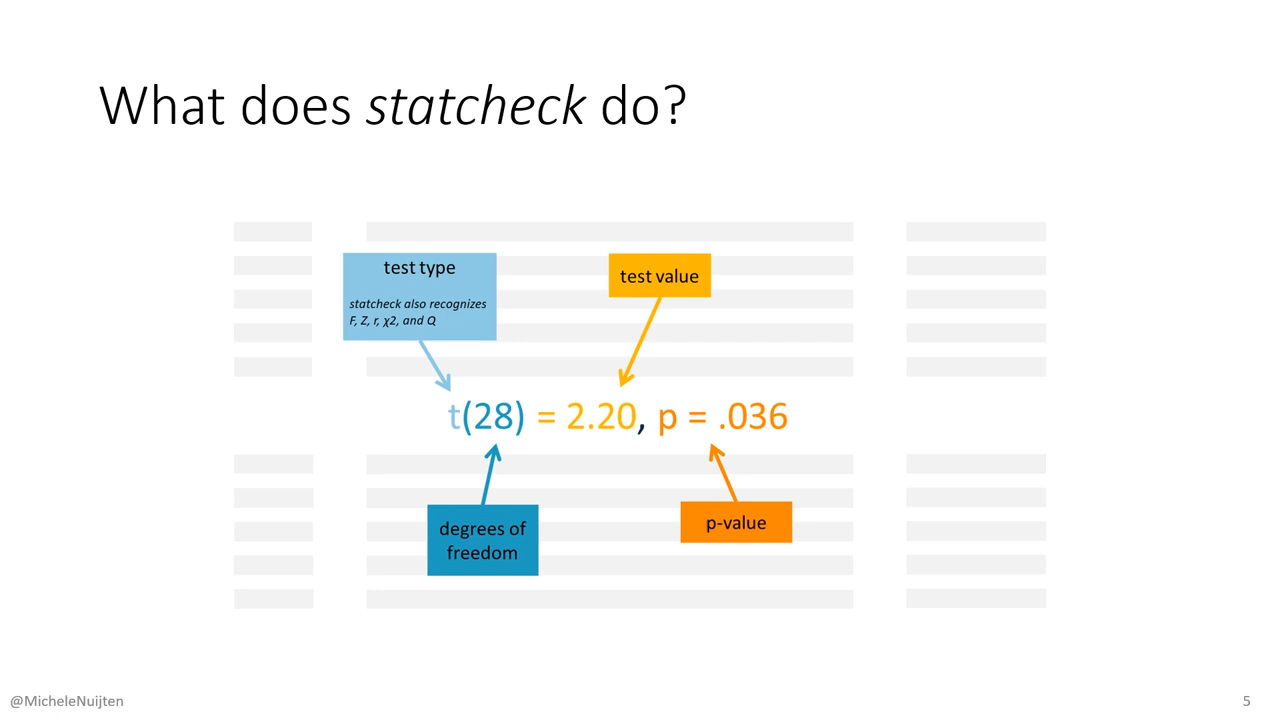 What does statcheck do?
test type
statcheck also recognizes
F, Z, r, χ2, and Q
test value
t(28) = 2.20, p = .036
degrees of
freedom
p-value
@MicheleNuijten
5